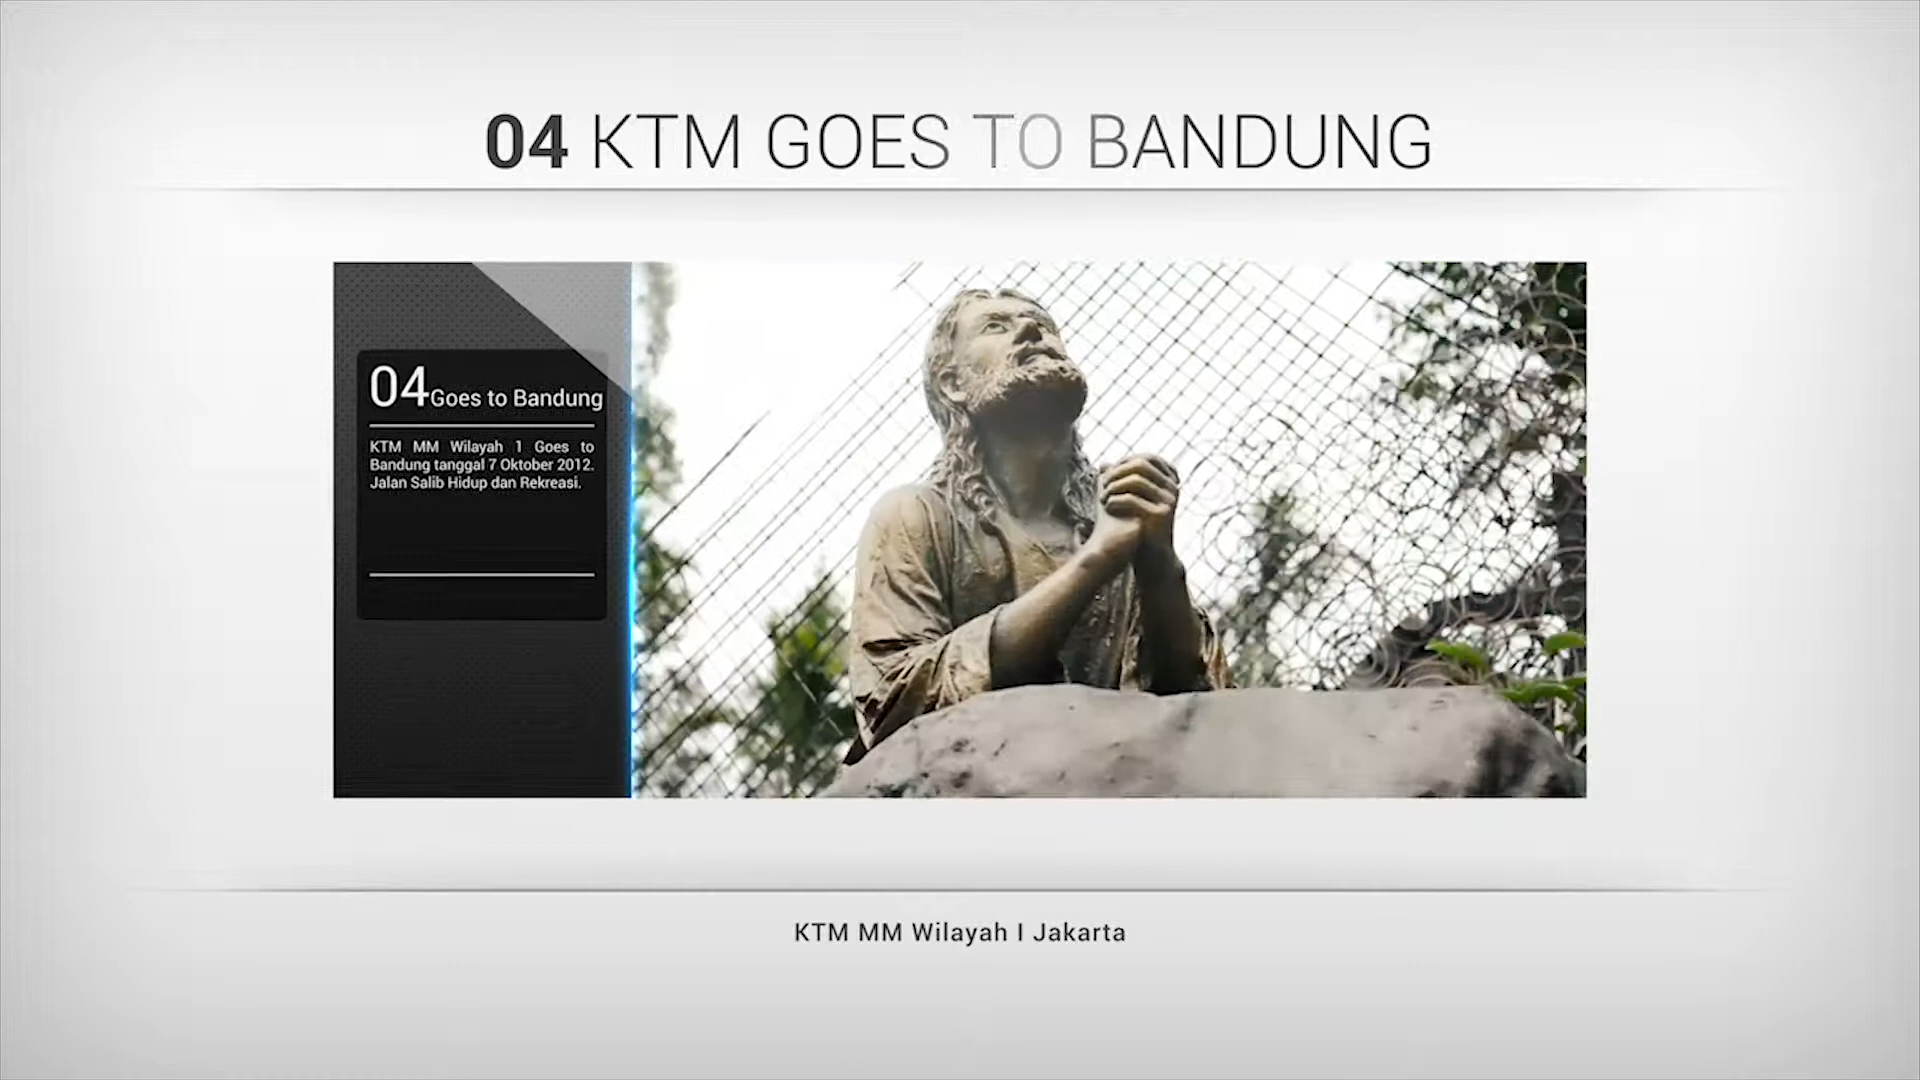 04 KTM GOES TO BANDUNG
04Goes to Bandung
KTM MM Wilayah 1 Goes to
Bandung tanggal 7 Oktober 2012.
Jalan Salib Hidup dan Rekreasi.
KTM MM Wilayah I Jakarta